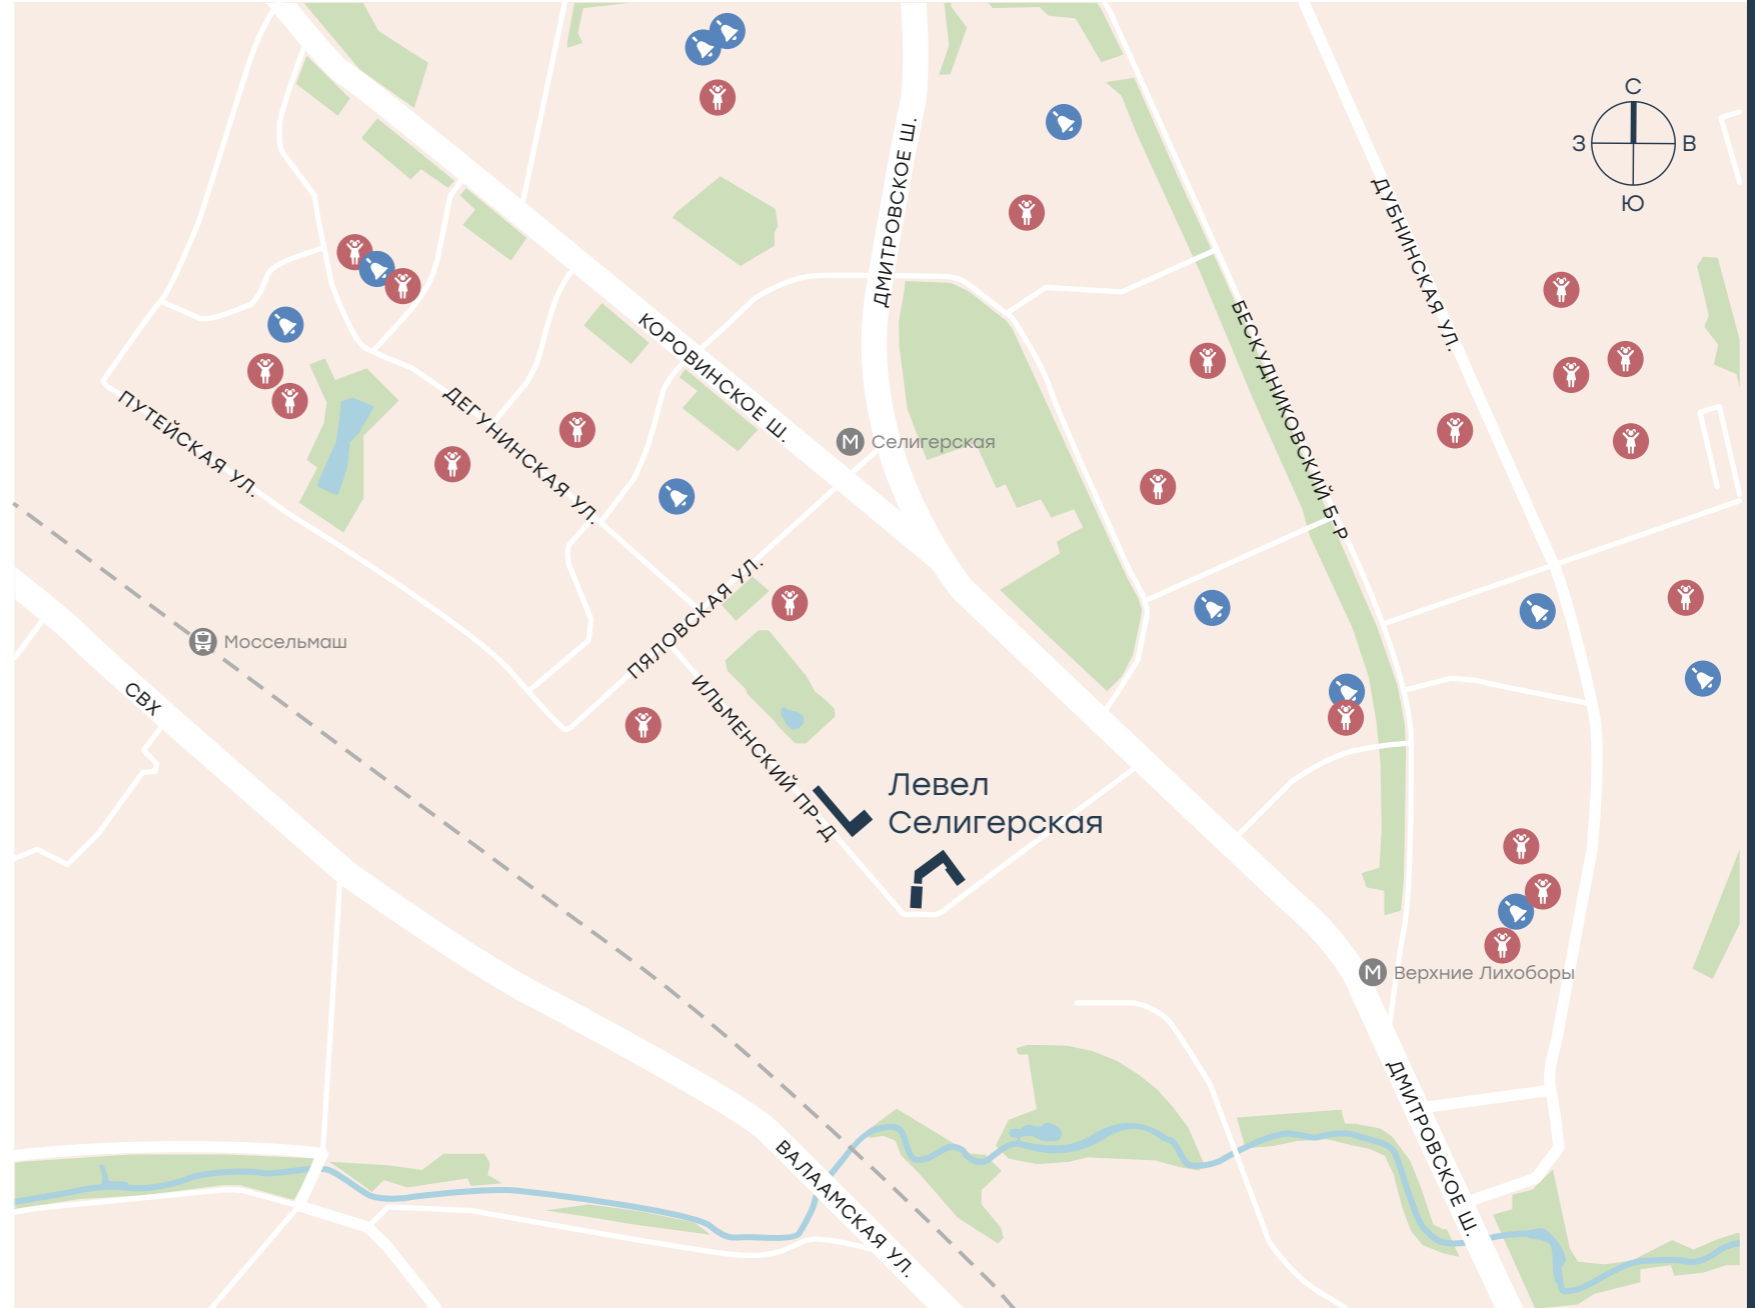 С
З
В
Ю
ДМИТРОВСКОЕ Ш.
ДУБНИНСКАЯ УЛ.
БЕСКУДНИКОВСКИЙ Б-Р
КОРОВИНСКОЕ Ш.
ДЕГУНИНСКАЯ УЛ.
ПУТЕЙСКАЯ УЛ.
М Селигерская
ПЯЛОВСКАЯ УЛ.
Моссельмаш
СВХ
ИЛЬМЕНСКИЙ ПР-Д
Левел
Селигерская
М Верхние Лихоборы
ДМИТРОВСКОЕ Ш.
ВАЛААМСКАЯ УЛ.